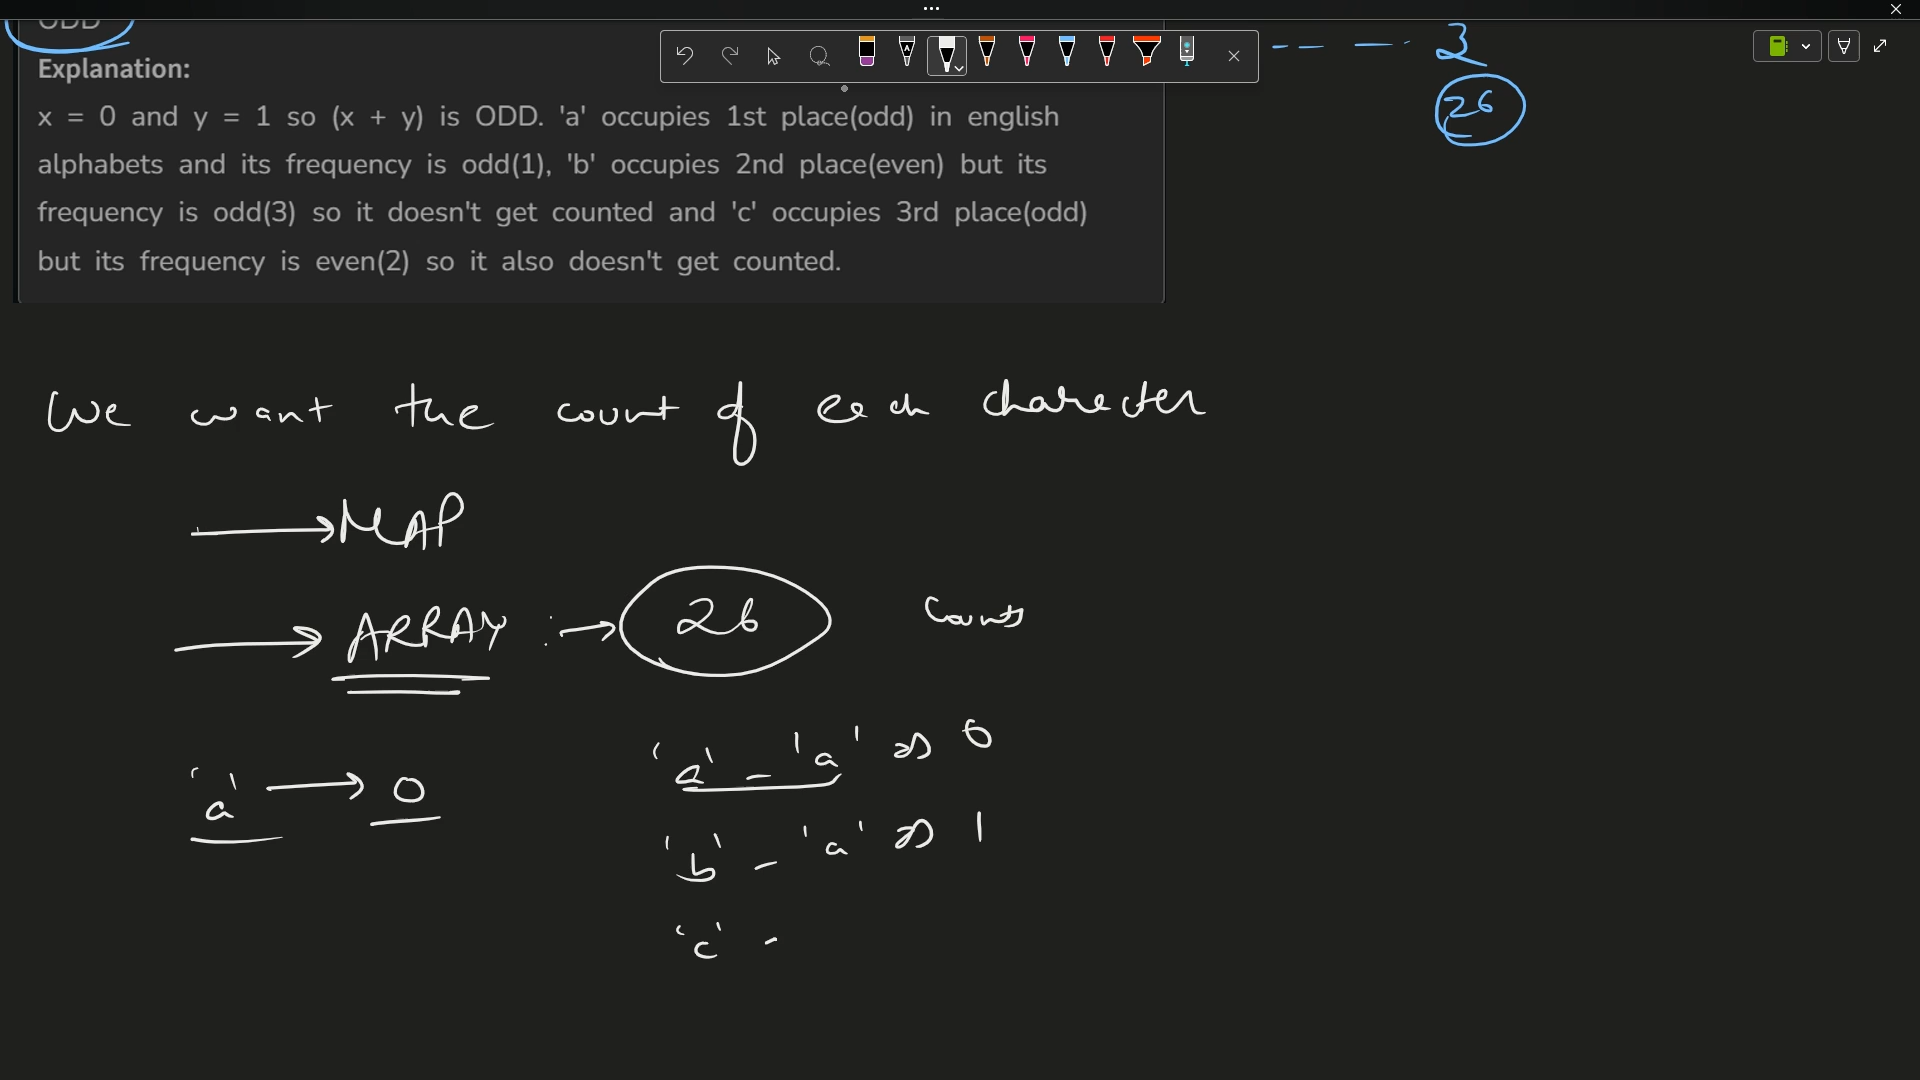 ODD
Explanation:
x = 0 and y = 1 so (x + y) is ODD. 'a' occupies 1st place(odd) in english
alphabets and its frequency is odd(1), 'b' occupies 2nd place(even) but its
frequency is odd(3) so it doesn't get counted and 'c' occupies 3rd place(odd)
but its frequency is even(2) so it also doesn't get counted.
-- - - 3
26
We want the count of each character
→ MAP
→ ARRAY : → 26 Counts
'a' - 'a' => 0
'a' → 0
'b' - 'a' => 1
'c' -